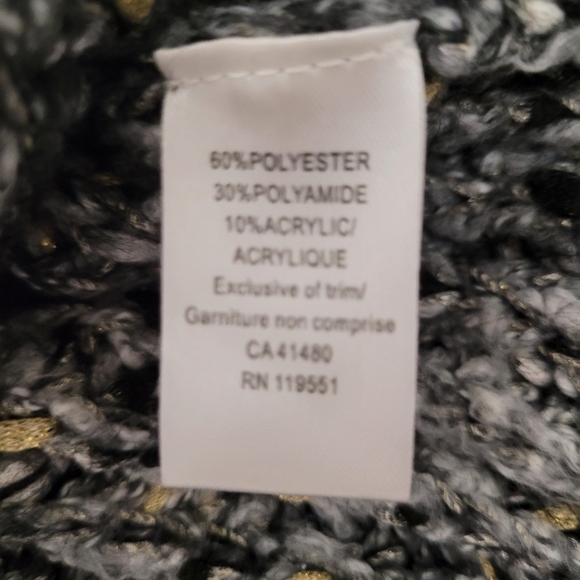 60%POLYESTER
30%POLYAMIDE
10%ACRYLIC/
ACRYLIQUE
Exclusive of trim/
Garniture non comprise
CA 41480
RN 119551